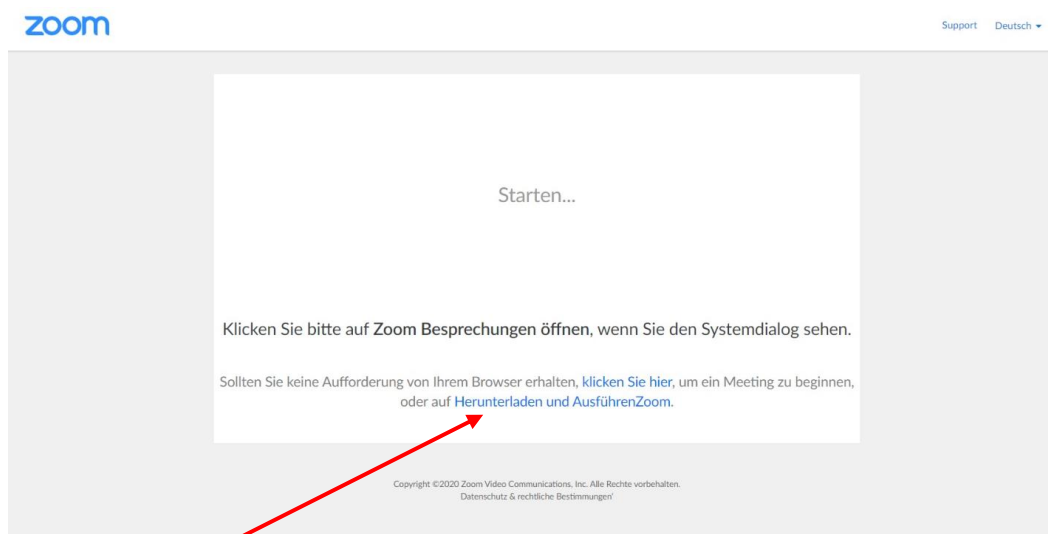 zoom
Support Deutsch
Starten...
Klicken Sie bitte auf Zoom Besprechungen öffnen, wenn Sie den Systemdialog sehen.
Sollten Sie keine Aufforderung von Ihrem Browser erhalten, klicken Sie hier, um ein Meeting zu beginnen,
oder auf Herunterladen und AusführenZoom.
Copyright ©2020 Zoom Video Communications, Inc. Alle Rechte vorbehalten.
Datenschutz & rechtliche Bestimmungen'